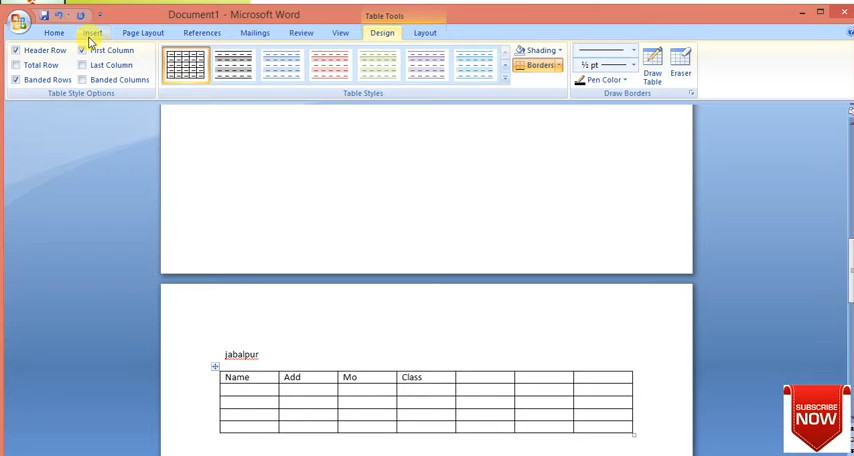 Document1 - Microsoft Word
Table Tools
Home Insert Page Layout References Mailings Review View Design Layout
Header Row First Column
Total Row Last Column
Banded Rows Banded Columns
Table Style Options
Table Styles
Shading
Borders
½ pt
Pen Color
Draw Table
Eraser
Draw Borders
jabalpur
Name Add Mo Class
SUBSCRIBE
NOW